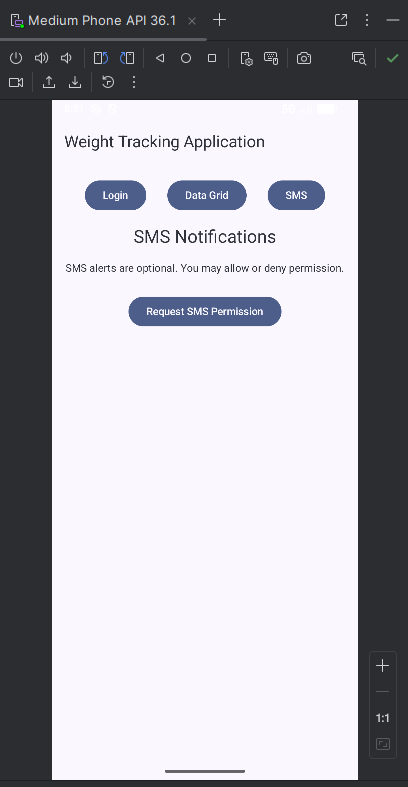 Medium Phone API 36.1
Weight Tracking Application
Login Data Grid SMS
SMS Notifications
SMS alerts are optional. You may allow or deny permission.
Request SMS Permission
1:1